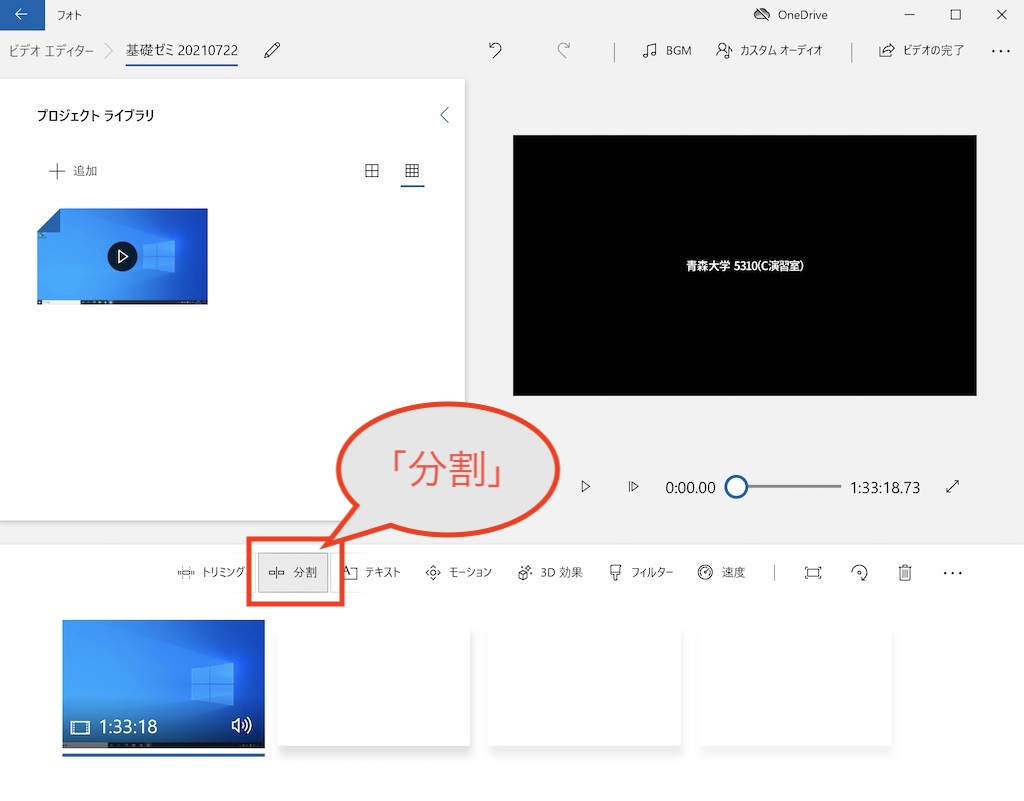 フォト
OneDrive
ビデオ エディター
基礎ゼミ 20210722
BGM
カスタム オーディオ
ビデオの完了
プロジェクト ライブラリ
追加
青森大学 5310(C演習室)
「分割」
0:00.00
1:33:18.73
トリミング
分割
テキスト
モーション
3D 効果
フィルター
速度
1:33:18